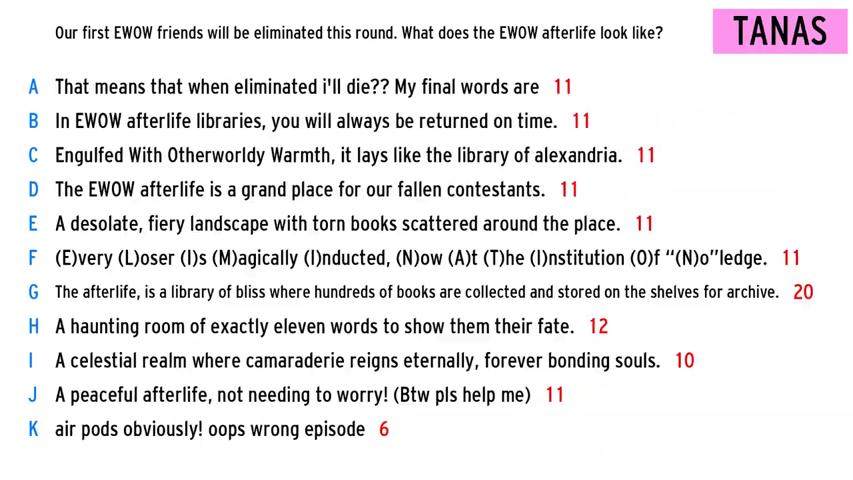 Our first EWOW friends will be eliminated this round. What does the EWOW afterlife look like?
TANAS
A That means that when eliminated i'll die?? My final words are 11
B In EWOW afterlife libraries, you will always be returned on time. 11
C Engulfed With Otherworldy Warmth, it lays like the library of alexandria. 11
D The EWOW afterlife is a grand place for our fallen contestants. 11
E A desolate, fiery landscape with torn books scattered around the place. 11
F (E)very (L)oser (I)s (M)agically (I)nducted, (N)ow (A)t (T)he (I)nstitution (O)f “(N)o”ledge. 11
G The afterlife, is a library of bliss where hundreds of books are collected and stored on the shelves for archive. 20
H A haunting room of exactly eleven words to show them their fate. 12
I A celestial realm where camaraderie reigns eternally, forever bonding souls. 10
J A peaceful afterlife, not needing to worry! (Btw pls help me) 11
K air pods obviously! oops wrong episode 6